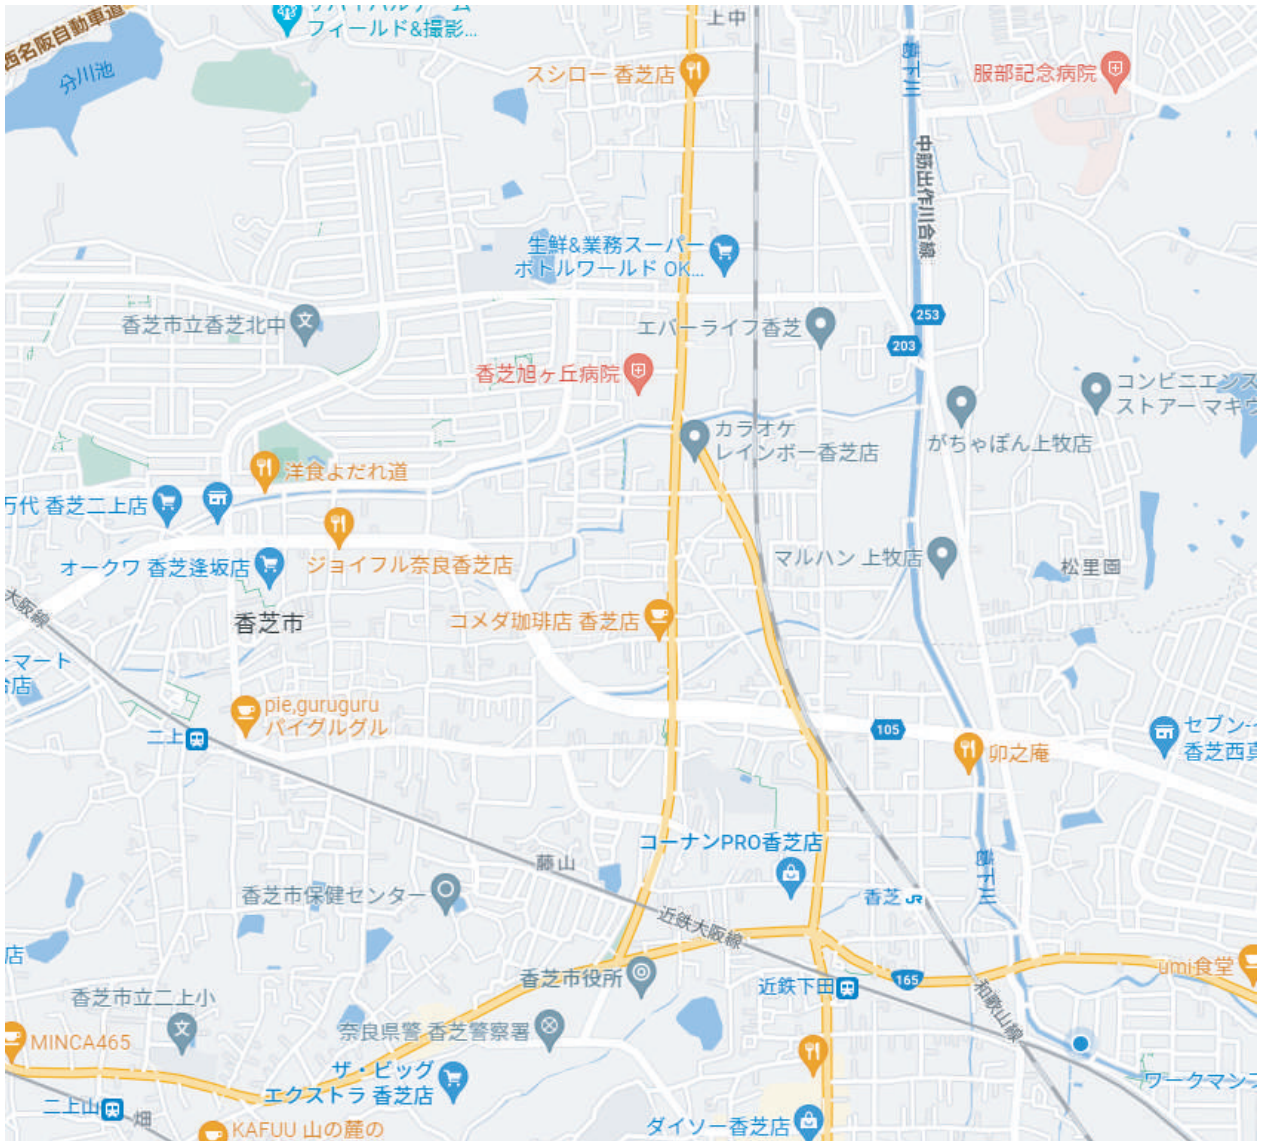 上中
フィールド&撮影...
西名阪自動車道
分川池
スシロー 香芝店
葛下川
服部記念病院
中筋出作川合線
生鮮&業務スーパー
ボトルワールド OK...
香芝市立香芝北中
エバーライフ香芝
253
203
香芝旭ヶ丘病院
コンビニエンス
ストアー マキ
カラオケ
レインボー香芝店
がちゃぽん上牧店
洋食よだれ道
万代 香芝二上店
ジョイフル奈良香芝店
オークワ 香芝逢坂店
マルハン 上牧店
松里園
大阪線
香芝市
コメダ珈琲店 香芝店
ーマート
台店
pie,guruguru
パイグルグル
二上
105
卯之庵
セブン-
香芝西真
コーナンPRO香芝店
藤山
葛下川
香芝市保健センター
香芝 JR
近鉄大阪線
店
香芝市役所
近鉄下田
165
umi食堂
香芝市立二上小
和歌山線
MINCA465
奈良県警 香芝警察署
ザ・ビッグ
エクストラ 香芝店
ワークマン
二上山
畑
KAFUU 山の麓の
ダイソー香芝店